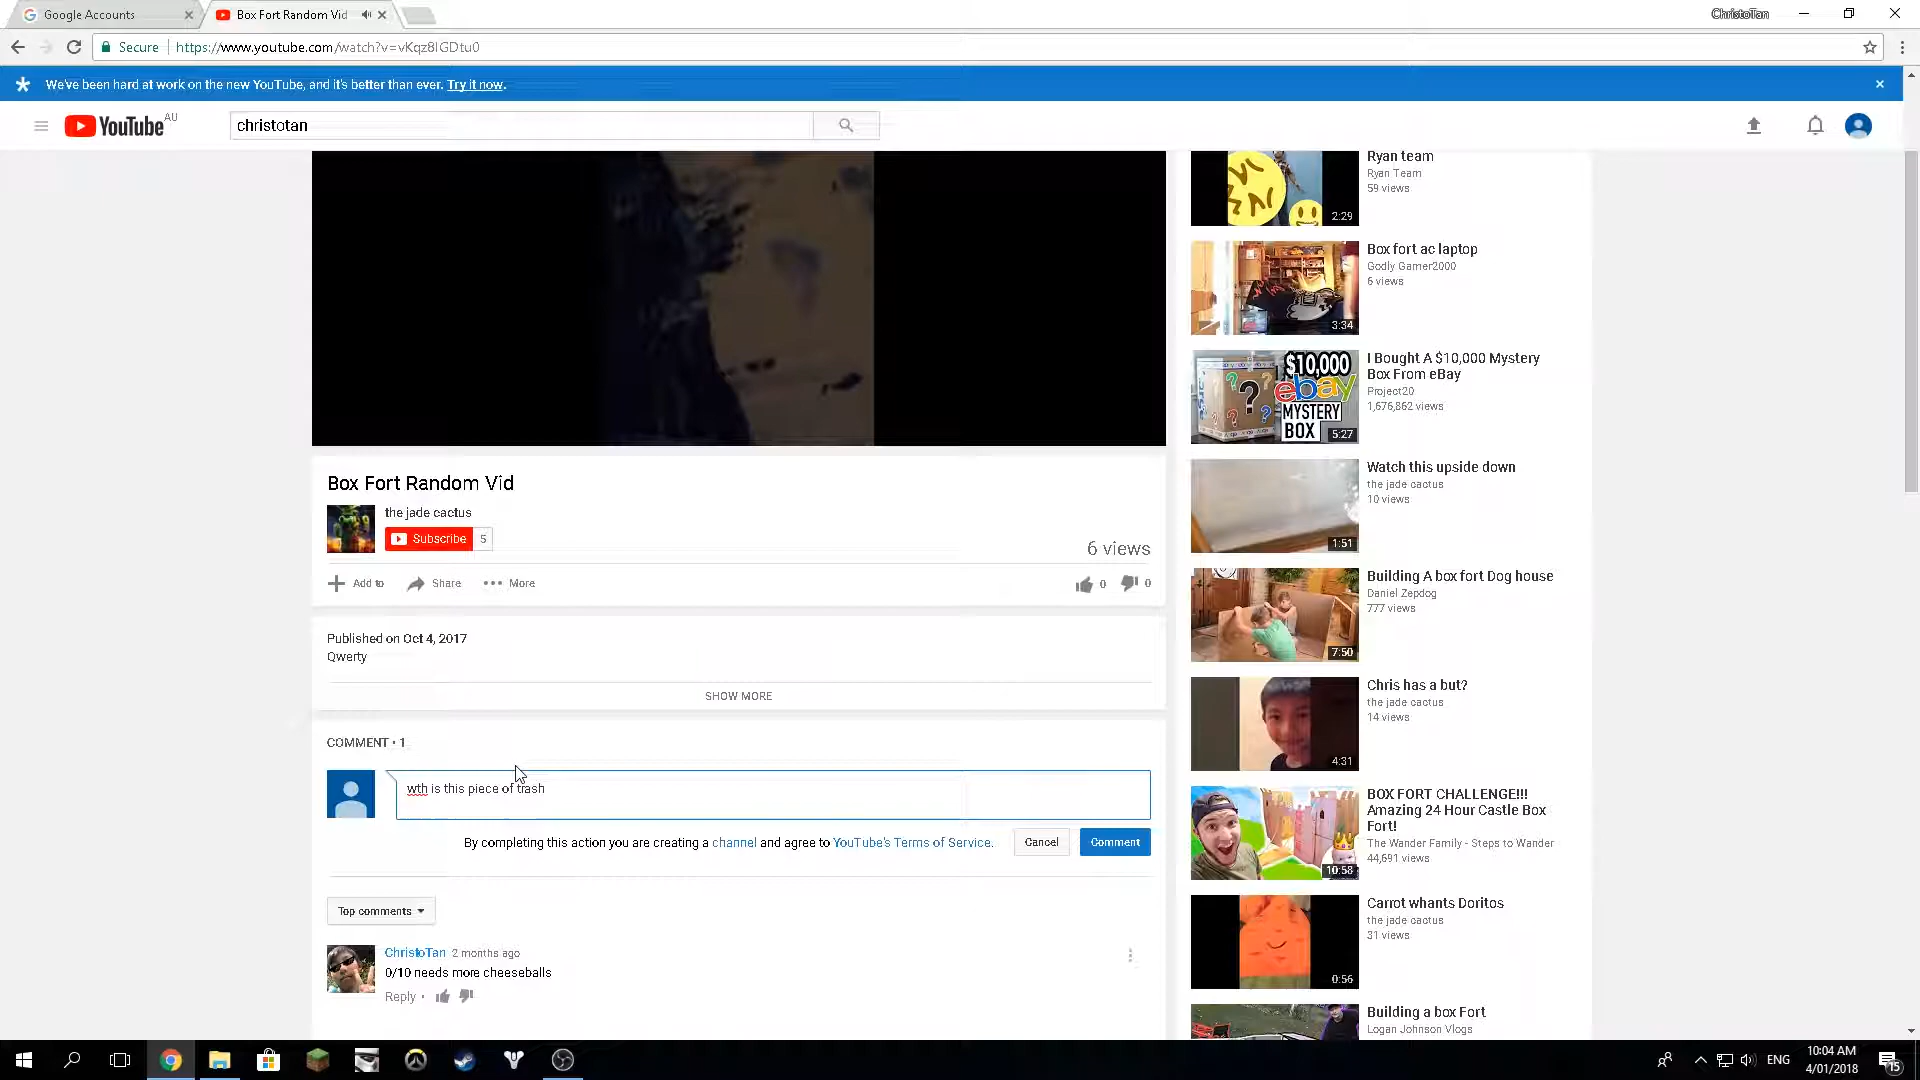 Google Accounts
Box Fort Random Vid
ChristoTan
Secure
https://www.youtube.com/watch?v=vKqz8IGDtu0
We've been hard at work on the new YouTube, and it's better than ever. Try it now.
YouTube AU
christotan
Ryan team
Ryan Team
59 views
2:29
Box fort ac laptop
Godly Gamer2000
6 views
3:34
$10,000
ebay
MYSTERY
BOX
5:27
I Bought A $10,000 Mystery
Box From eBay
Project20
1,676,862 views
Watch this upside down
the jade cactus
10 views
1:51
Building A box fort Dog house
Daniel Zepdog
777 views
7:50
Chris has a but?
the jade cactus
14 views
4:31
BOX FORT CHALLENGE!!!
Amazing 24 Hour Castle Box
Fort!
The Wander Family - Steps to Wander
44,691 views
10:58
Carrot whants Doritos
the jade cactus
31 views
0:56
Building a box Fort
Logan Johnson Vlogs
Box Fort Random Vid
the jade cactus
Subscribe 5
6 views
Add to Share More
0 0
Published on Oct 4, 2017
Qwerty
SHOW MORE
COMMENT • 1
wth is this piece of trash
By completing this action you are creating a channel and agree to YouTube's Terms of Service.
Cancel
Comment
Top comments
ChristoTan 2 months ago
0/10 needs more cheeseballs
Reply •
ENG
10:04 AM
4/01/2018
15